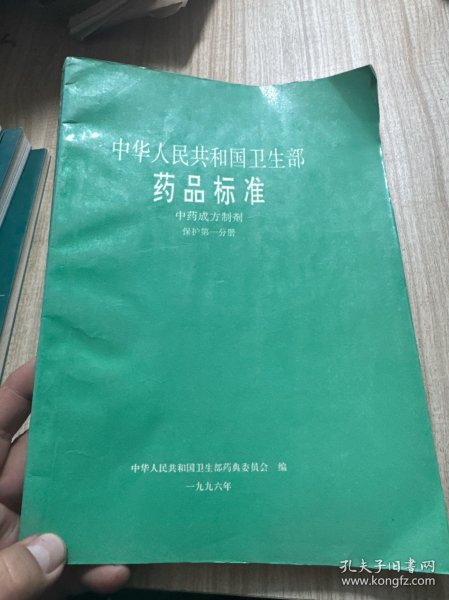 中华人民共和国卫生部
药品标准
中药成方制剂
保护第一分册
中华人民共和国卫生部药典委员会 编
一九九六年
孔夫子旧书网
www.kongfz.com